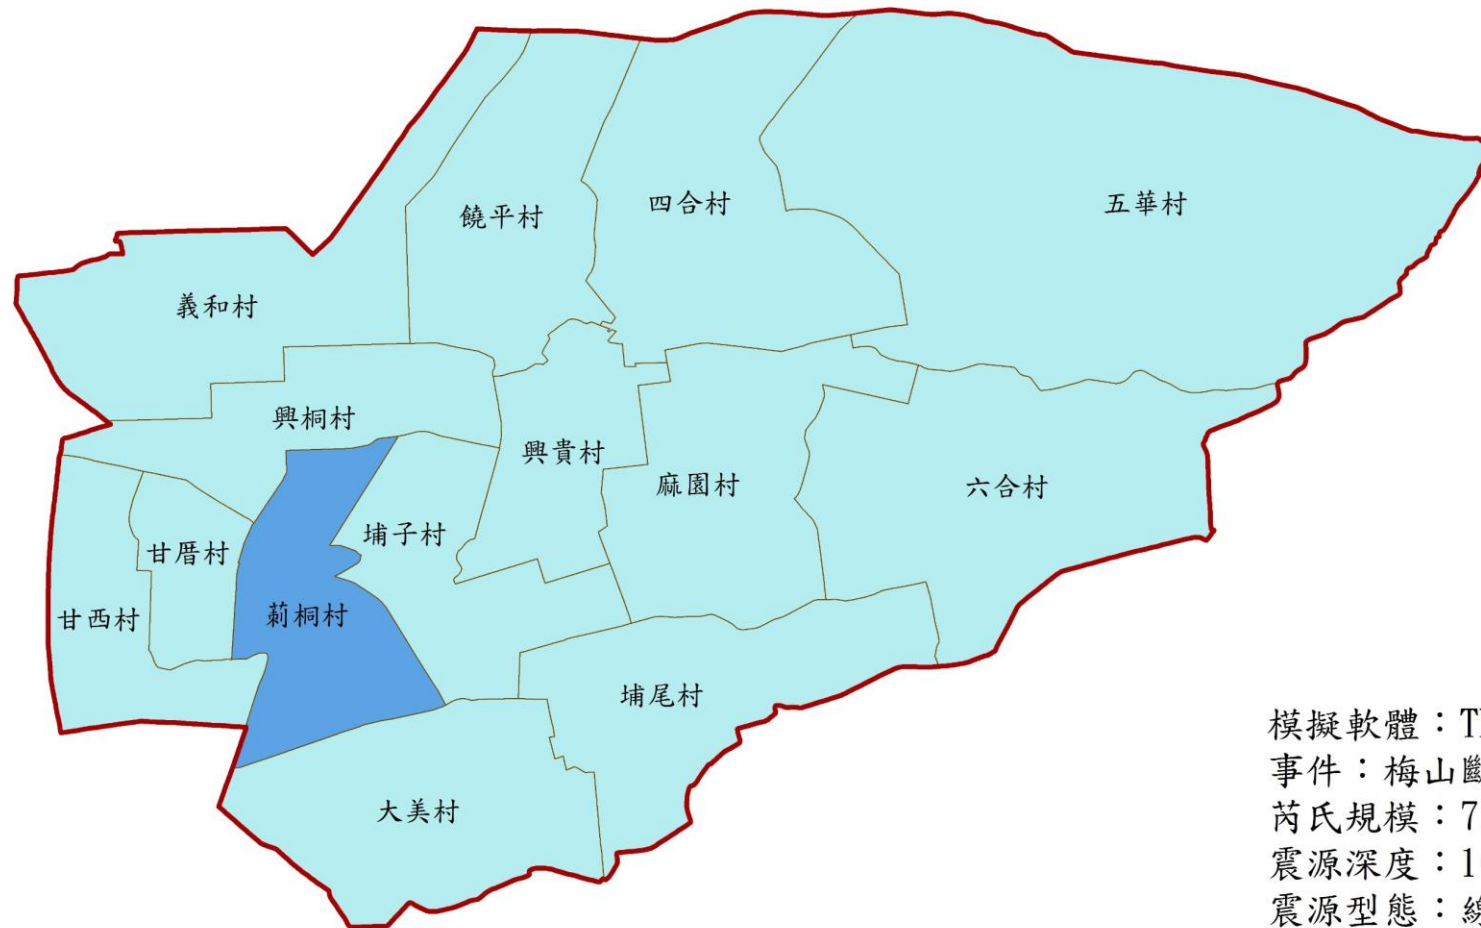 饒平村
四合村
五華村
義和村
興桐村
興貴村
麻園村
六合村
埔子村
甘厝村
甘西村
莿桐村
埔尾村
大美村
模擬軟體：T
事件：梅山斷
芮氏規模：7
震源深度：1
震源型態：線